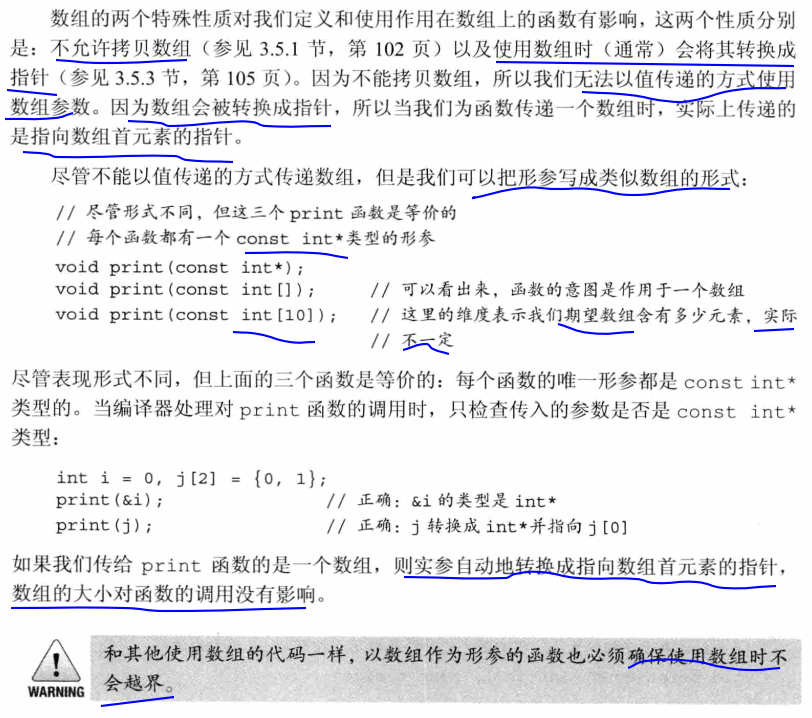 数组的两个特殊性质对我们定义和使用作用在数组上的函数有影响，这两个性质分别
是：不允许拷贝数组（参见 3.5.1 节，第 102 页）以及使用数组时（通常）会将其转换成
指针（参见 3.5.3 节，第 105 页）。因为不能拷贝数组，所以我们无法以值传递的方式使用
数组参数。因为数组会被转换成指针，所以当我们为函数传递一个数组时，实际上传递的
是指向数组首元素的指针。
尽管不能以值传递的方式传递数组，但是我们可以把形参写成类似数组的形式：
// 尽管形式不同，但这三个 print 函数是等价的
// 每个函数都有一个 const int*类型的形参
void print(const int*);
void print(const int[]); // 可以看出来，函数的意图是作用于一个数组
void print(const int[10]); // 这里的维度表示我们期望数组含有多少元素，实际
// 不一定
尽管表现形式不同，但上面的三个函数是等价的：每个函数的唯一形参都是 const int*
类型的。当编译器处理对 print 函数的调用时，只检查传入的参数是否是 const int*
类型：
int i = 0, j[2] = {0, 1};
print(&i); // 正确：&i 的类型是 int*
print(j); // 正确：j 转换成 int*并指向 j[0]
如果我们传给 print 函数的是一个数组，则实参自动地转换成指向数组首元素的指针，
数组的大小对函数的调用没有影响。
和其他使用数组的代码一样，以数组作为形参的函数也必须确保使用数组时不
会越界。
WARNING